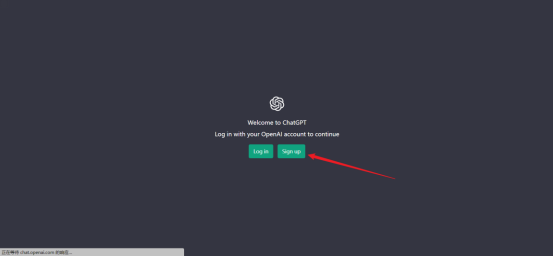 Welcome to ChatGPT
Log in with your OpenAI account to continue
Log in Sign up
正在等待 chat.openai.com 的响应...